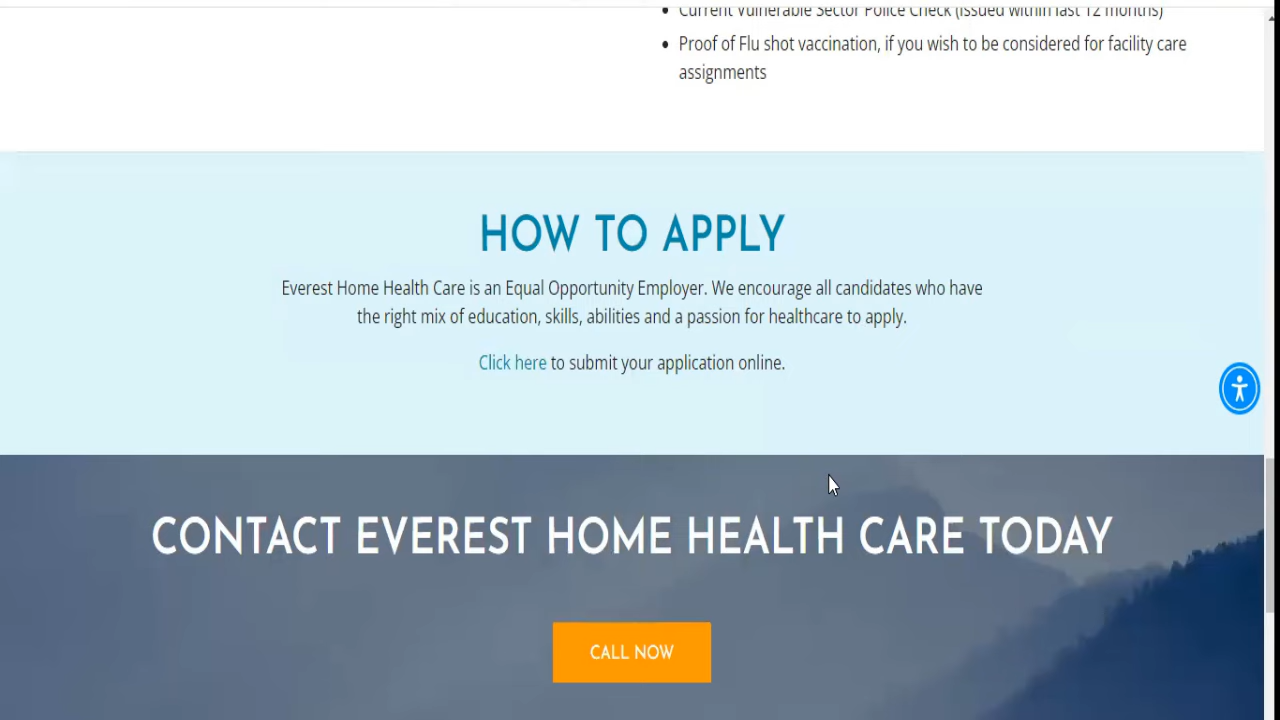 Current Vulnerable Sector Police Check (issued within last 12 months)
Proof of Flu shot vaccination, if you wish to be considered for facility care
assignments
HOW TO APPLY
Everest Home Health Care is an Equal Opportunity Employer. We encourage all candidates who have
the right mix of education, skills, abilities and a passion for healthcare to apply.
Click here to submit your application online.
CONTACT EVEREST HOME HEALTH CARE TODAY
CALL NOW